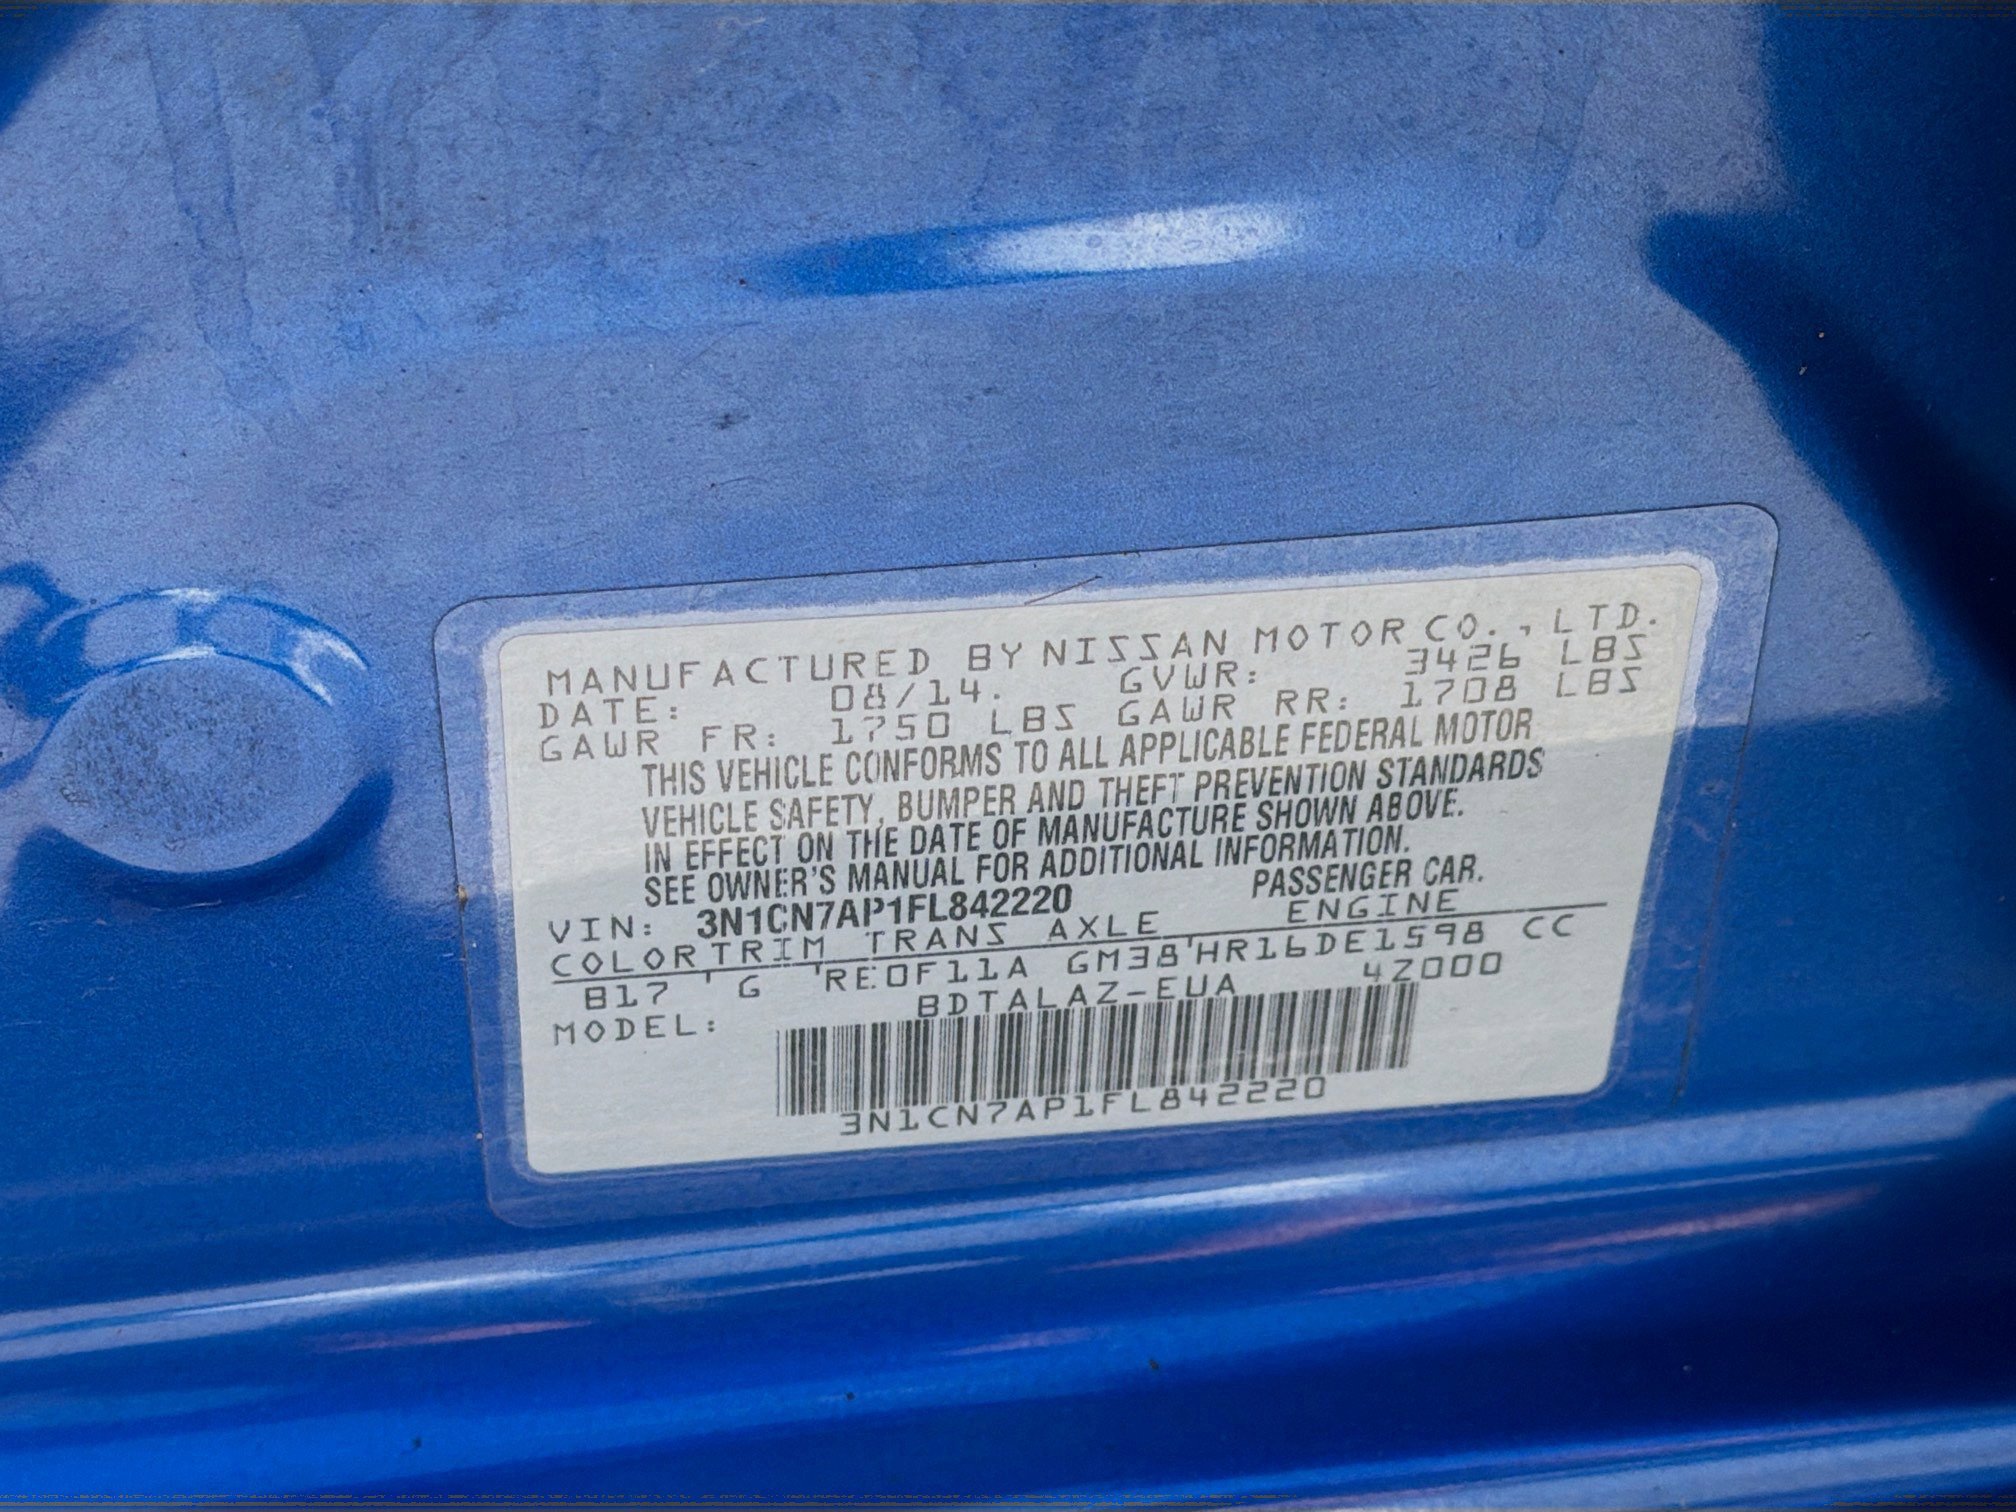 MANUFACTURED BY NISSAN MOTOR CO., LTD.
DATE: 08/14. GVWR: 3426 LBS
GAWR FR: 1750 LBS GAWR RR: 1708 LBS
THIS VEHICLE CONFORMS TO ALL APPLICABLE FEDERAL MOTOR
VEHICLE SAFETY, BUMPER AND THEFT PREVENTION STANDARDS
IN EFFECT ON THE DATE OF MANUFACTURE SHOWN ABOVE.
SEE OWNER'S MANUAL FOR ADDITIONAL INFORMATION.
VIN: 3N1CN7AP1FL842220 PASSENGER CAR.
COLOR TRIM TRANS AXLE ENGINE
B17 G RE0F11A GM38 HR16DE1598 CC
MODEL: BDTALAZ-EUA 4Z000
3N1CN7AP1FL842220